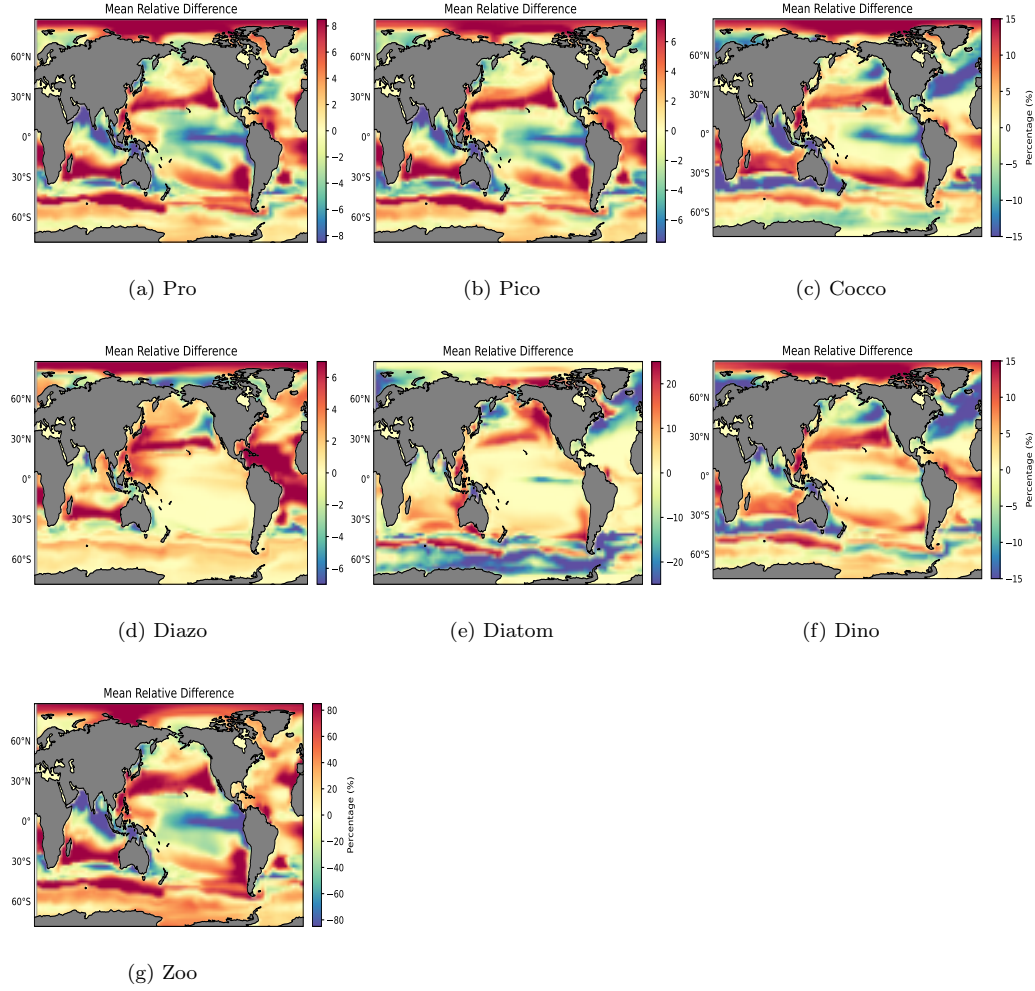 Mean Relative Difference
60°N
30°N
0°
30°S
60°S
8
6
4
2
0
−2
−4
−6
−8
(a) Pro
Mean Relative Difference
60°N
30°N
0°
30°S
60°S
6
4
2
0
−2
−4
−6
(b) Pico
Mean Relative Difference
60°N
30°N
0°
30°S
60°S
15
10
5
0
−5
−10
−15
Percentage (%)
(c) Cocco
Mean Relative Difference
60°N
30°N
0°
30°S
60°S
6
4
2
0
−2
−4
−6
(d) Diazo
Mean Relative Difference
60°N
30°N
0°
30°S
60°S
20
10
0
−10
−20
(e) Diatom
Mean Relative Difference
60°N
30°N
0°
30°S
60°S
15
10
5
0
−5
−10
−15
Percentage (%)
(f) Dino
Mean Relative Difference
60°N
30°N
0°
30°S
60°S
80
60
40
20
0
−20
−40
−60
−80
Percentage (%)
(g) Zoo